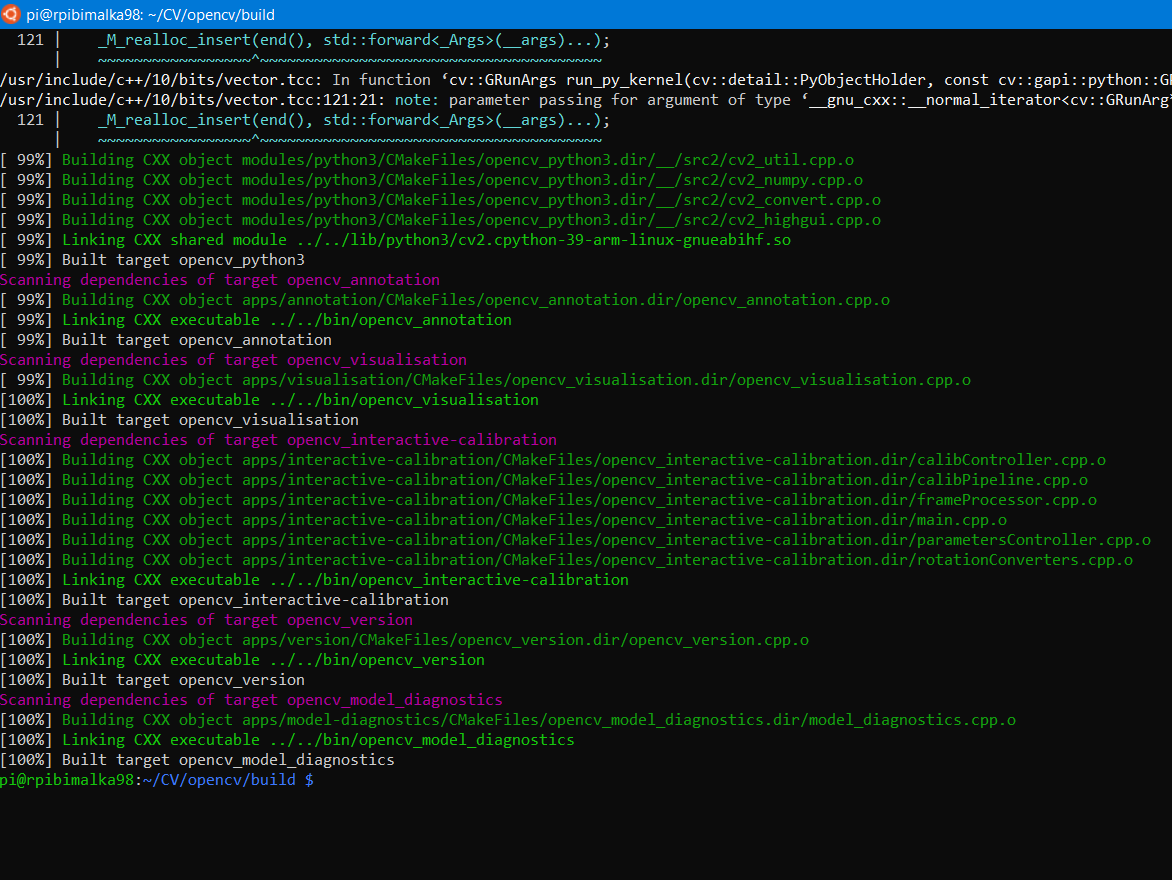 pi@rpibimalka98: ~/CV/opencv/build
121 |     _M_realloc_insert(end(), std::forward<_Args>(__args)...);
|     ~~~~~~~~~~~~~~~~~^~~~~~~~~~~~~~~~~~~~~~~~~~~~~~~~~~~~~~~
/usr/include/c++/10/bits/vector.tcc: In function ‘cv::GRunArgs run_py_kernel(cv::detail::PyObjectHolder, const cv::gapi::python::G
/usr/include/c++/10/bits/vector.tcc:121:21: note: parameter passing for argument of type ‘__gnu_cxx::__normal_iterator<cv::GRunArg*
121 |     _M_realloc_insert(end(), std::forward<_Args>(__args)...);
|     ~~~~~~~~~~~~~~~~~^~~~~~~~~~~~~~~~~~~~~~~~~~~~~~~~~~~~~~~
[ 99%] Building CXX object modules/python3/CMakeFiles/opencv_python3.dir/__/src2/cv2_util.cpp.o
[ 99%] Building CXX object modules/python3/CMakeFiles/opencv_python3.dir/__/src2/cv2_numpy.cpp.o
[ 99%] Building CXX object modules/python3/CMakeFiles/opencv_python3.dir/__/src2/cv2_convert.cpp.o
[ 99%] Building CXX object modules/python3/CMakeFiles/opencv_python3.dir/__/src2/cv2_highgui.cpp.o
[ 99%] Linking CXX shared module ../../lib/python3/cv2.cpython-39-arm-linux-gnueabihf.so
[ 99%] Built target opencv_python3
Scanning dependencies of target opencv_annotation
[ 99%] Building CXX object apps/annotation/CMakeFiles/opencv_annotation.dir/opencv_annotation.cpp.o
[ 99%] Linking CXX executable ../../bin/opencv_annotation
[ 99%] Built target opencv_annotation
Scanning dependencies of target opencv_visualisation
[ 99%] Building CXX object apps/visualisation/CMakeFiles/opencv_visualisation.dir/opencv_visualisation.cpp.o
[100%] Linking CXX executable ../../bin/opencv_visualisation
[100%] Built target opencv_visualisation
Scanning dependencies of target opencv_interactive-calibration
[100%] Building CXX object apps/interactive-calibration/CMakeFiles/opencv_interactive-calibration.dir/calibController.cpp.o
[100%] Building CXX object apps/interactive-calibration/CMakeFiles/opencv_interactive-calibration.dir/calibPipeline.cpp.o
[100%] Building CXX object apps/interactive-calibration/CMakeFiles/opencv_interactive-calibration.dir/frameProcessor.cpp.o
[100%] Building CXX object apps/interactive-calibration/CMakeFiles/opencv_interactive-calibration.dir/main.cpp.o
[100%] Building CXX object apps/interactive-calibration/CMakeFiles/opencv_interactive-calibration.dir/parametersController.cpp.o
[100%] Building CXX object apps/interactive-calibration/CMakeFiles/opencv_interactive-calibration.dir/rotationConverters.cpp.o
[100%] Linking CXX executable ../../bin/opencv_interactive-calibration
[100%] Built target opencv_interactive-calibration
Scanning dependencies of target opencv_version
[100%] Building CXX object apps/version/CMakeFiles/opencv_version.dir/opencv_version.cpp.o
[100%] Linking CXX executable ../../bin/opencv_version
[100%] Built target opencv_version
Scanning dependencies of target opencv_model_diagnostics
[100%] Building CXX object apps/model-diagnostics/CMakeFiles/opencv_model_diagnostics.dir/model_diagnostics.cpp.o
[100%] Linking CXX executable ../../bin/opencv_model_diagnostics
[100%] Built target opencv_model_diagnostics
pi@rpibimalka98:~/CV/opencv/build $